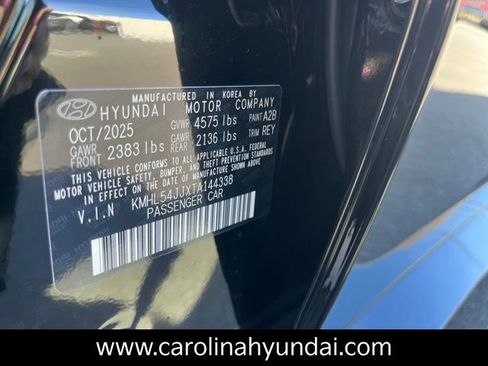 MANUFACTURED IN KOREA BY
HYUNDAI MOTOR COMPANY
OCT/2025 GVWR 4575 lbs PAINT A2B
GAWR FRONT 2383 lbs GAWR REAR 2136 lbs TRIM REY
THIS VEHICLE CONFORMS TO ALL APPLICABLE U.S.A. FEDERAL
MOTOR VEHICLE SAFETY, BUMPER, AND THEFT PREVENTION STANDARDS
IN EFFECT ON THE DATE OF MANUFACTURE SHOWN ABOVE.
V.I.N KMHL54JJXTA144338
PASSENGER CAR
www.carolinahyundai.com